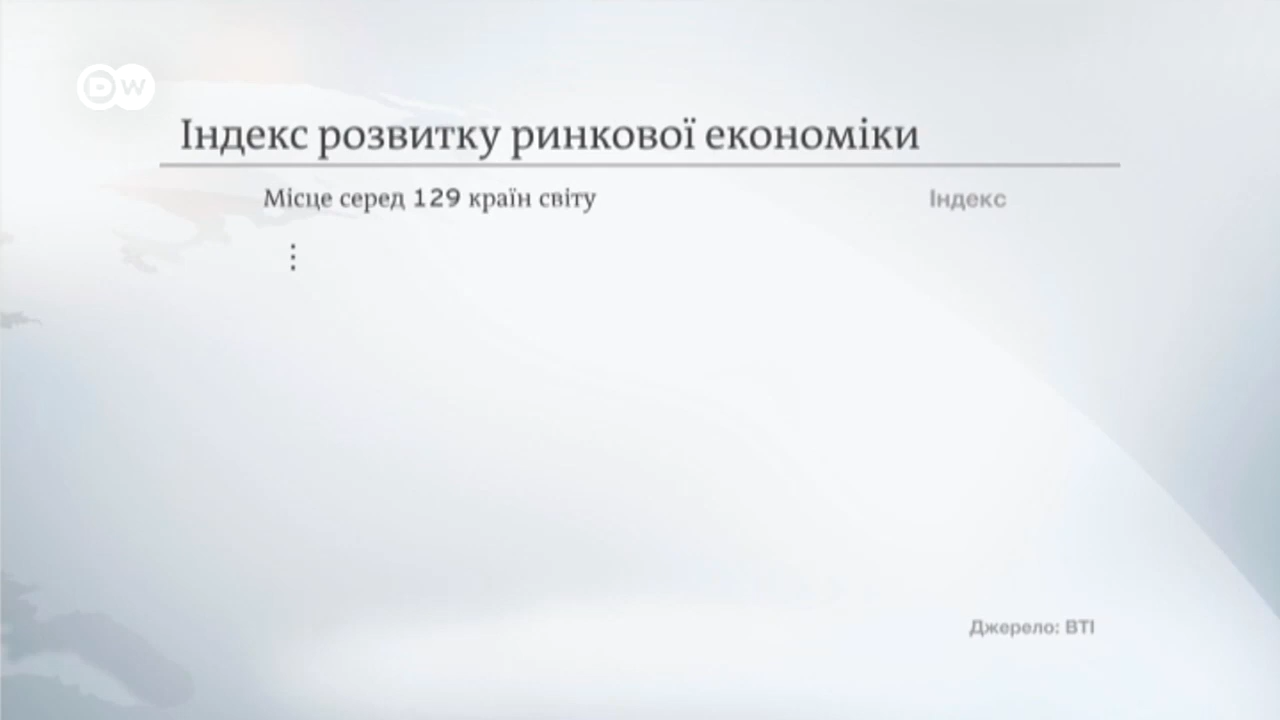 DW
Індекс розвитку ринкової економіки
Місце серед 129 країн світу Індекс
⋮
Джерело: BTI